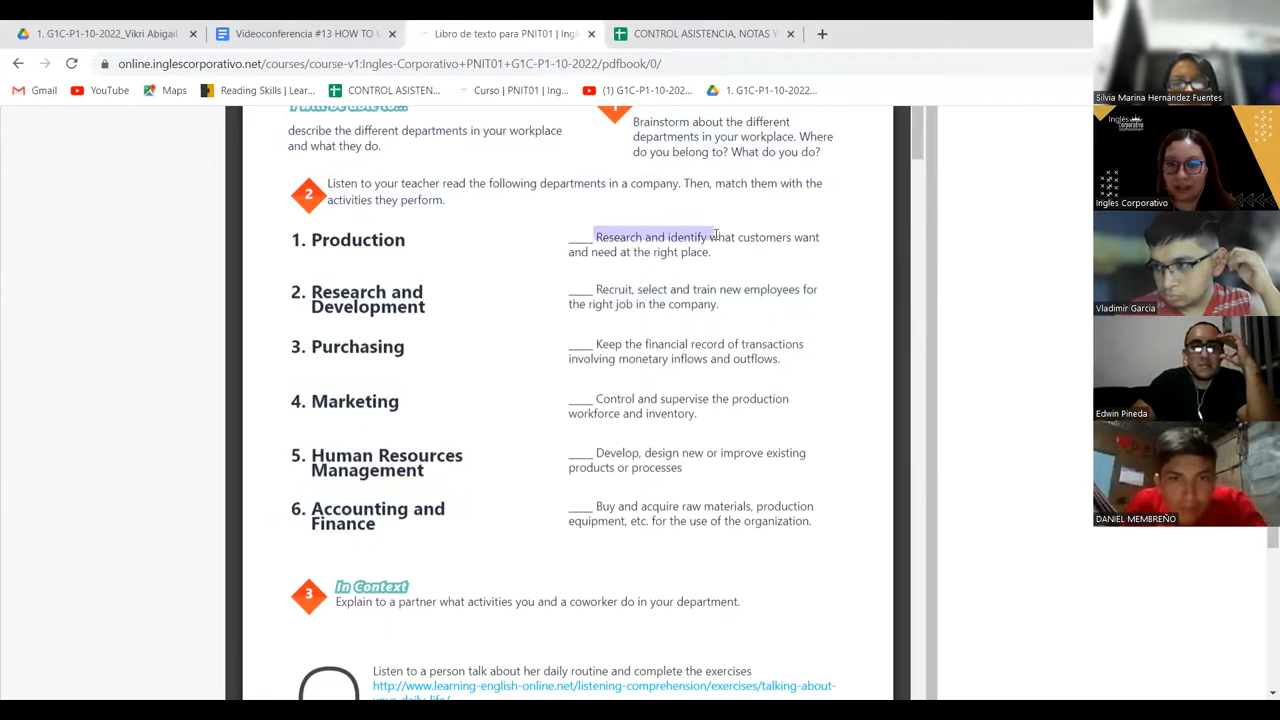 1. G1C-P1-10-2022_Vikri Abigail
Videoconferencia #13 HOW TO U
Libro de texto para PNIT01 | Ingl
CONTROL ASISTENCIA, NOTAS Y
online.inglescorporativo.net/courses/course-v1:Ingles-Corporativo+PNIT01+G1C-P1-10-2022/pdfbook/0/
Gmail
YouTube
Maps
Reading Skills | Lear...
CONTROL ASISTEN...
Curso | PNIT01 | Ing...
(1) G1C-P1-10-202...
1. G1C-P1-10-2022...
I will be able to...
describe the different departments in your workplace
and what they do.
1
Brainstorm about the different
departments in your workplace. Where
do you belong to? What do you do?
2
Listen to your teacher read the following departments in a company. Then, match them with the
activities they perform.
1. Production
____ Research and identify what customers want
and need at the right place.
2. Research and
Development
____ Recruit, select and train new employees for
the right job in the company.
3. Purchasing
____ Keep the financial record of transactions
involving monetary inflows and outflows.
4. Marketing
____ Control and supervise the production
workforce and inventory.
5. Human Resources
Management
____ Develop, design new or improve existing
products or processes
6. Accounting and
Finance
____ Buy and acquire raw materials, production
equipment, etc. for the use of the organization.
3
In Context
Explain to a partner what activities you and a coworker do in your department.
Listen to a person talk about her daily routine and complete the exercises
http://www.learning-english-online.net/listening-comprehension/exercises/talking-about-
your-daily-life/
Silvia Marina Hernández Fuentes
Inglés
Corporativo
Ingles Corporativo
Vladimir Garcia
Edwin Pineda
DANIEL MEMBREÑO